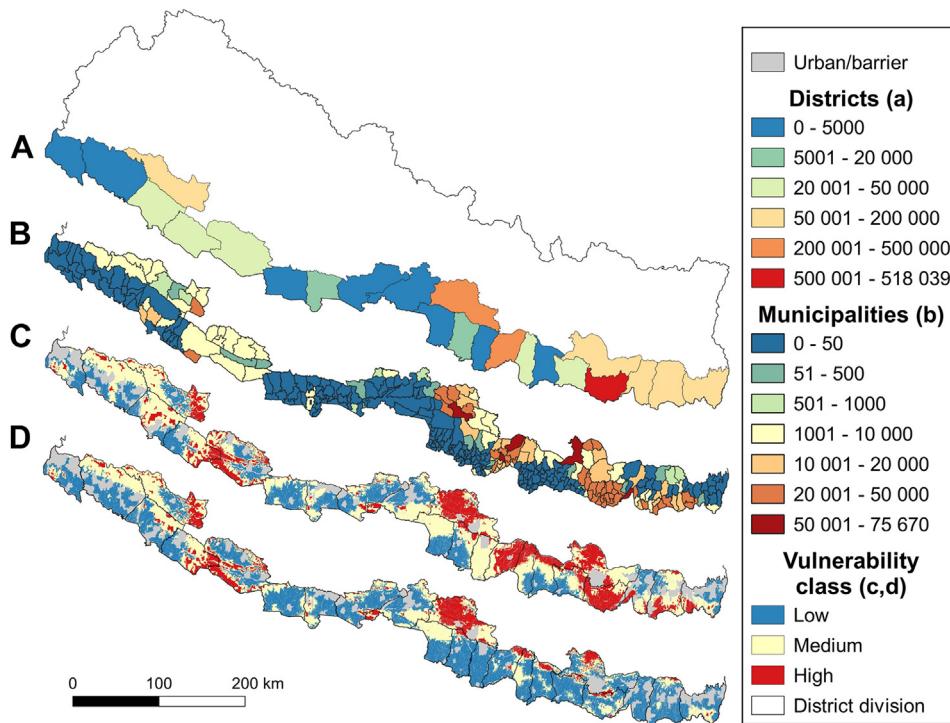 A
B
C
D
0 100 200 km
Urban/barrier
Districts (a)
0 - 5000
5001 - 20 000
20 001 - 50 000
50 001 - 200 000
200 001 - 500 000
500 001 - 518 039
Municipalities (b)
0 - 50
51 - 500
501 - 1000
1001 - 10 000
10 001 - 20 000
20 001 - 50 000
50 001 - 75 670
Vulnerability
class (c,d)
Low
Medium
High
District division